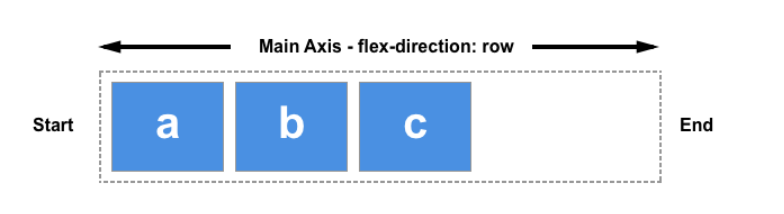 Main Axis - flex-direction: row
Start
a
b
c
End